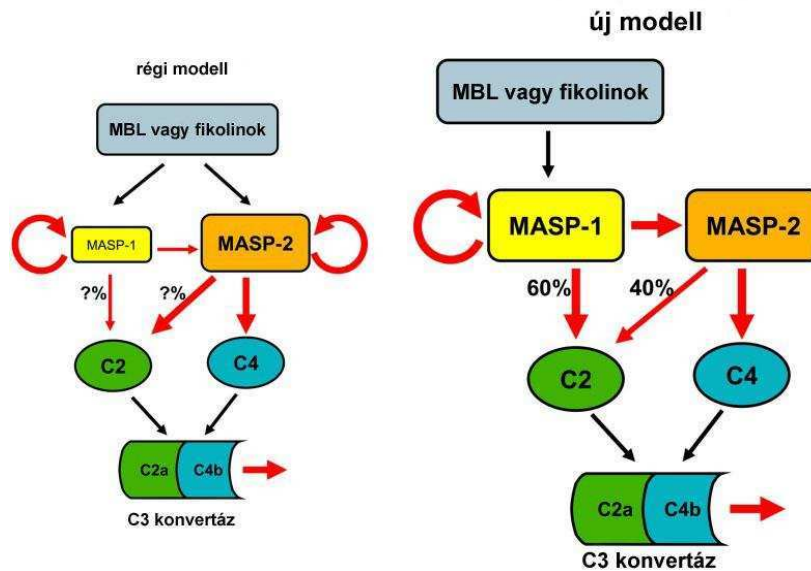 régi modell
MBL vagy fikolinok
MASP-1
MASP-2
?%
?%
C2
C4
C2a
C4b
C3 konvertáz
új modell
MBL vagy fikolinok
MASP-1
MASP-2
60%
40%
C2
C4
C2a
C4b
C3 konvertáz